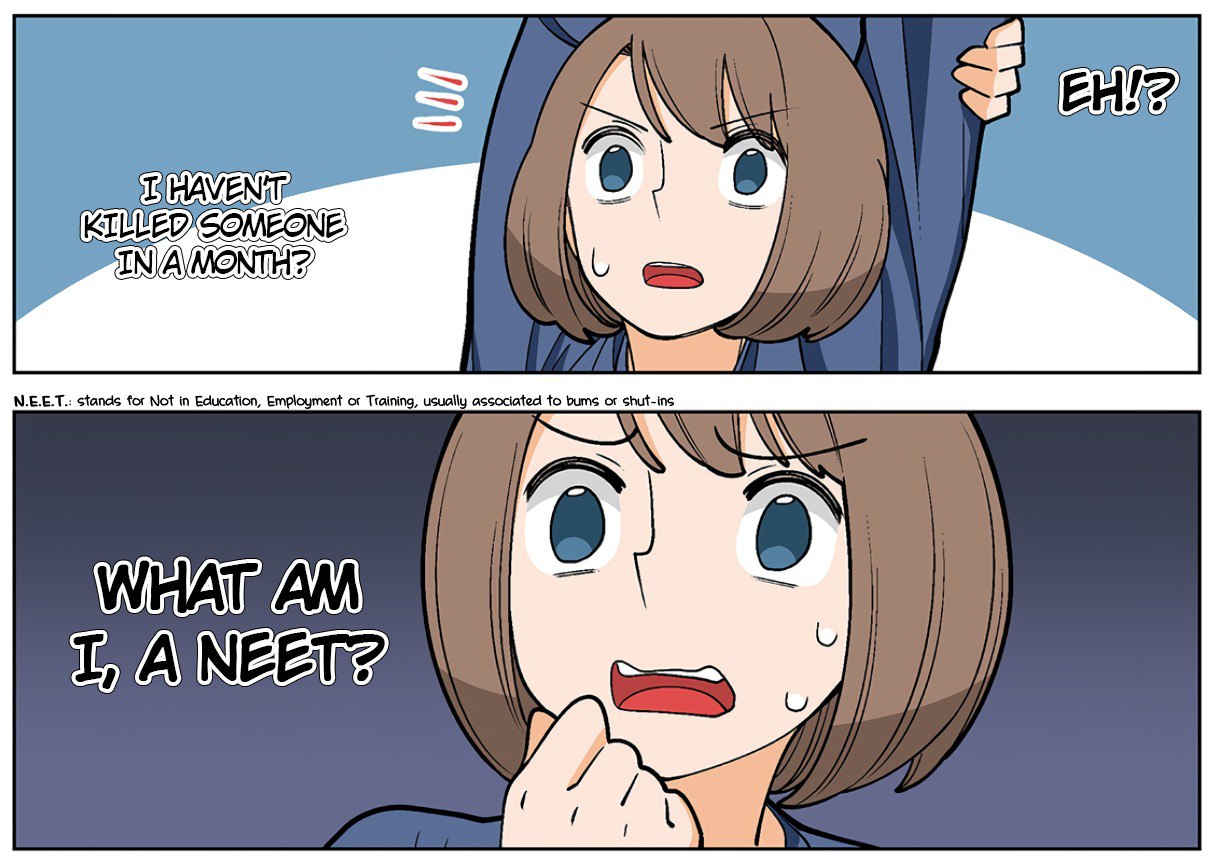 I HAVEN'T
KILLED SOMEONE
IN A MONTH?
EH!?
N.E.E.T.: stands for Not in Education, Employment or Training, usually associated to bums or shut-ins
WHAT AM
I, A NEET?